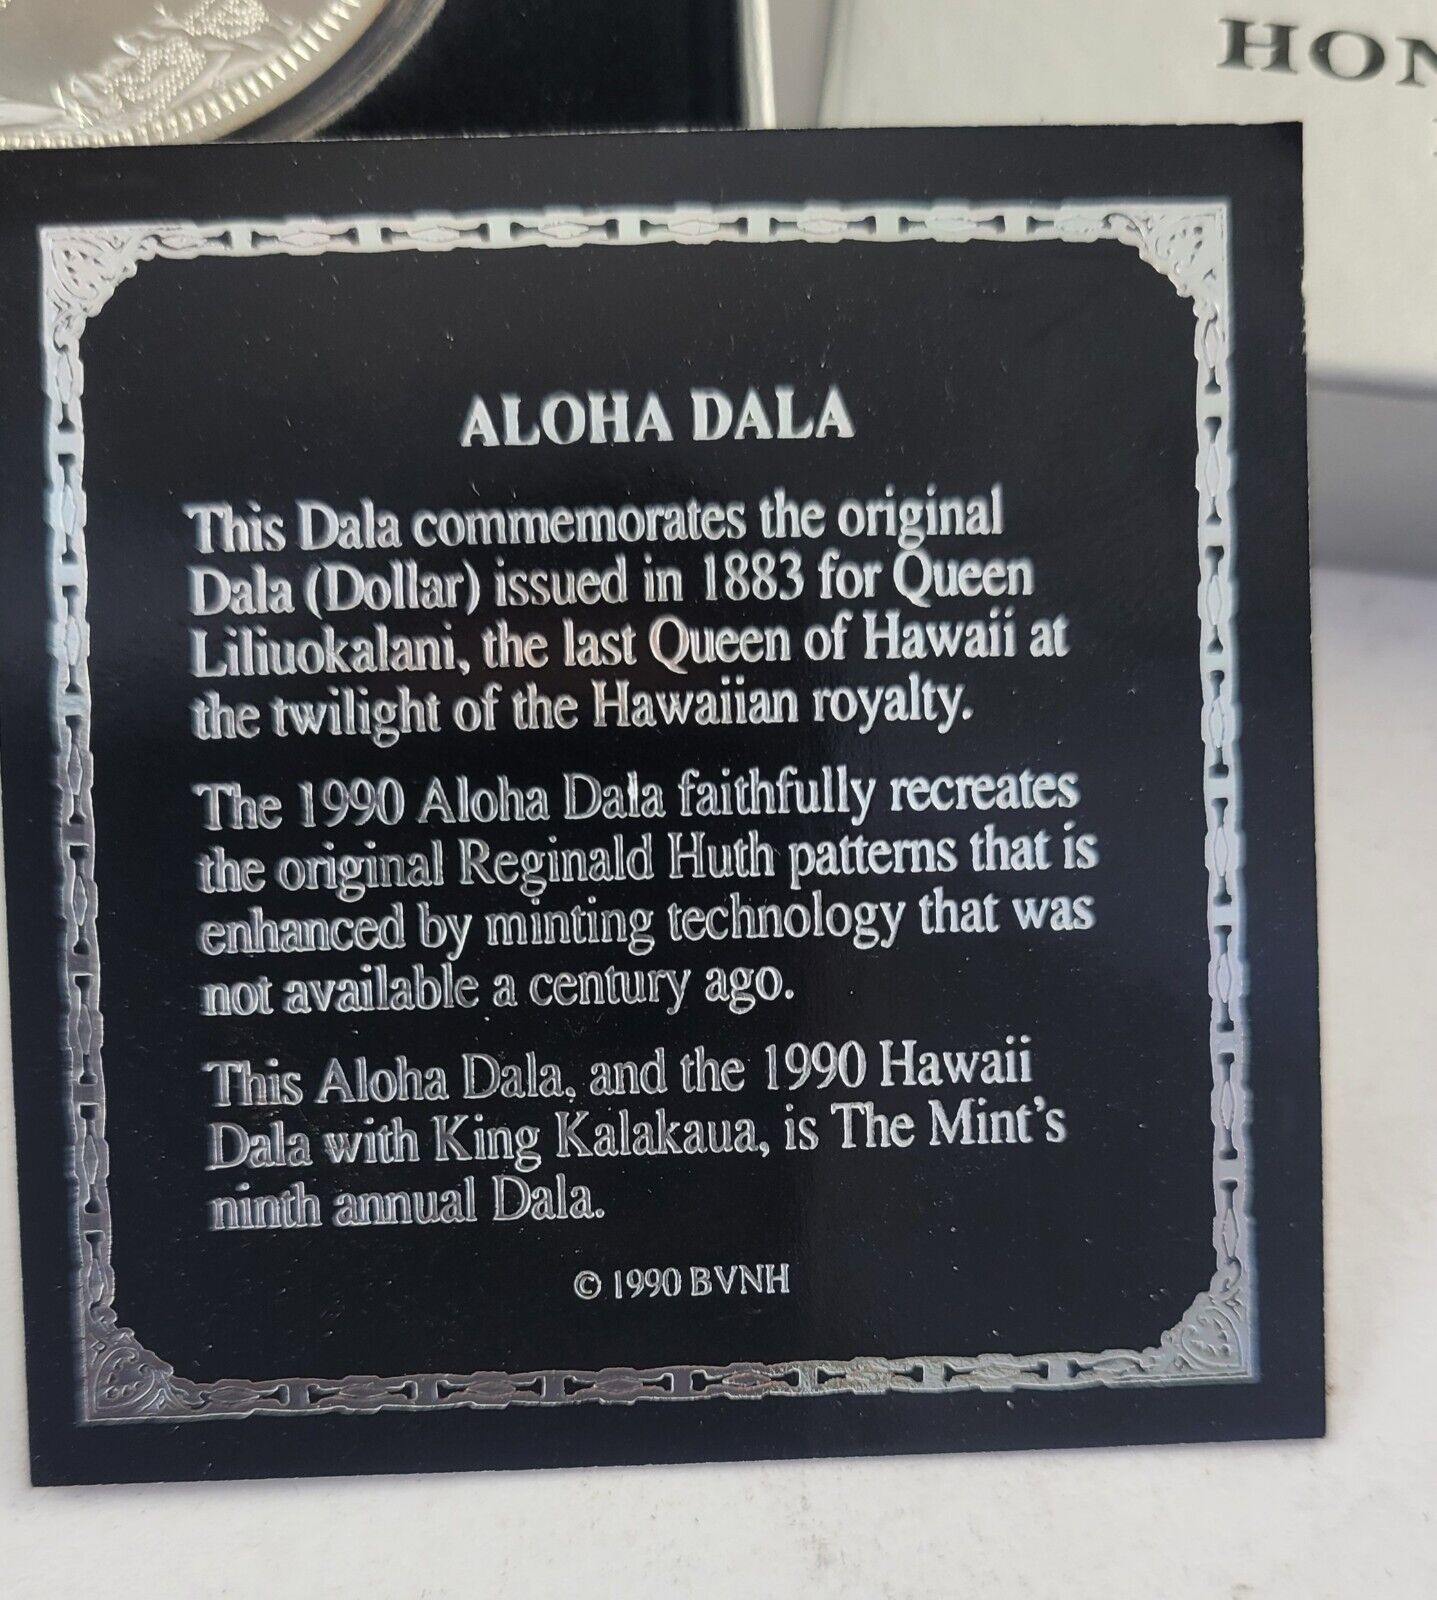 HON
ALOHA DALA
This Dala commemorates the original
Dala (Dollar) issued in 1883 for Queen
Liliuokalani, the last Queen of Hawaii at
the twilight of the Hawaiian royalty.
The 1990 Aloha Dala faithfully recreates
the original Reginald Huth patterns that is
enhanced by minting technology that was
not available a century ago.
This Aloha Dala, and the 1990 Hawaii
Dala with King Kalakaua, is The Mint's
ninth annual Dala.
© 1990 BVNH